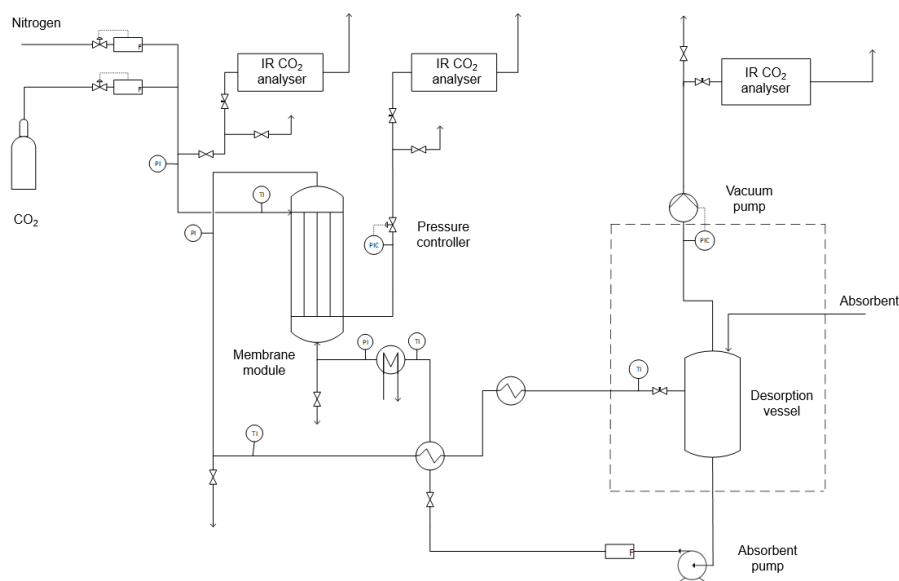 Nitrogen
F
F
IR CO2
analyser
IR CO2
analyser
IR CO2
analyser
PI
CO2
TI
PI
PIC
Pressure
controller
Vacuum
pump
PIC
Absorbent
Membrane
module
PI
TI
TI
Desorption
vessel
TI
F
Absorbent
pump